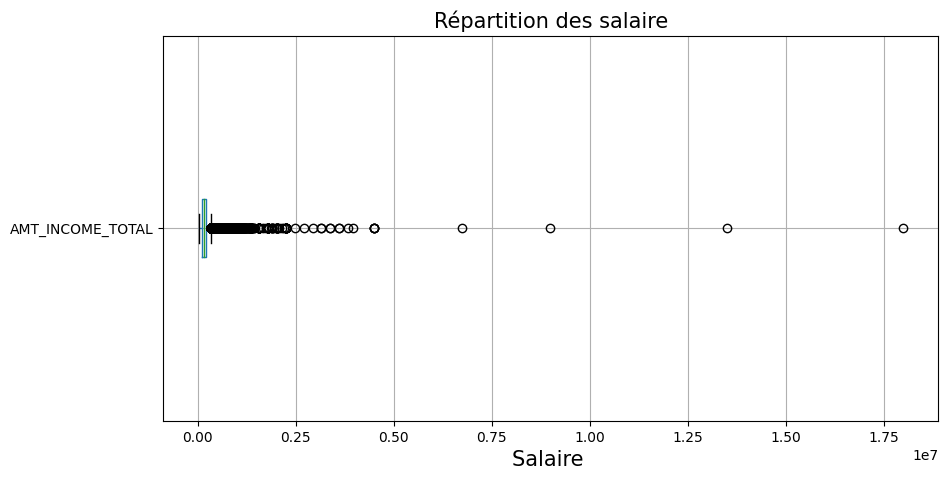 Répartition des salaire
AMT_INCOME_TOTAL
0.00 0.25 0.50 0.75 1.00 1.25 1.50 1.75
1e7
Salaire